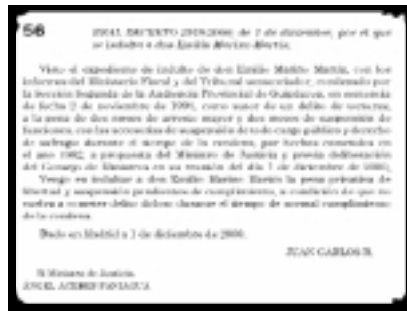 56
REAL DECRETO 2019/2000, de 1 de diciembre, por el que
se indulta a don Emilio Merino Martín.
Visto el expediente de indulto de don Emilio Martín, con los
informes del Ministerio Fiscal y del Tribunal sentenciador, condenado por
la Sección Segunda de la Audiencia Provincial de Guipúzcoa, en sentencia
de fecha 2 de noviembre de 1994, como autor de un delito de torturas,
a la pena de dos meses de arresto mayor y dos meses de suspensión de
funciones, con las accesorias de suspensión de todo cargo público y derecho
de sufragio durante el tiempo de la condena, por hechos cometidos en
el año 1982, a propuesta del Ministro de Justicia y previa deliberación
del Consejo de Ministros en su reunión del día 1 de diciembre de 2000,
Vengo en indultar a don Emilio Merino Martín la pena privativa de
libertad y suspensión pendientes de cumplimiento, a condición de que no
vuelva a cometer delito doloso durante el tiempo de normal cumplimiento
de la condena.
Dado en Madrid a 1 de diciembre de 2000.
JUAN CARLOS R.
El Ministro de Justicia,
ÁNGEL ACEBES PANIAGUA